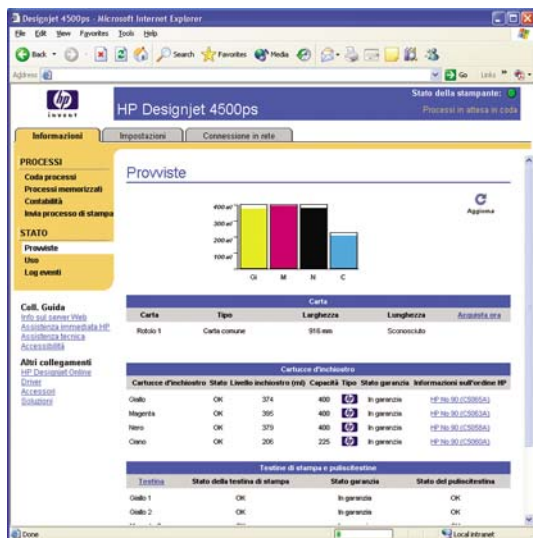 Designjet 4500ps - Microsoft Internet Explorer
File Edit View Favorites Tools Help
Back Search Favorites Media
Address Go Links
hp
invent
HP Designjet 4500ps
Stato della stampante:
Processi in attesa in coda
Informazioni Impostazioni Connessione in rete
PROCESSI
Coda processi
Processi memorizzati
Contabilità
Invia processo di stampa
STATO
Provviste
Uso
Log eventi
Coll. Guida
Info sul server Web
Assistenza immediata HP
Assistenza tecnica
Accessibilità
Altri collegamenti
HP Designjet Online
Driver
Accessori
Soluzioni
Provviste
Aggiorna
400 ml
300 ml
200 ml
100 ml
Gi M N C
Carta
Carta Tipo Larghezza Lunghezza Acquista ora
Rotolo 1 Carta comune 916 mm Sconosciuto
Cartucce d'inchiostro
Cartucce d'inchiostro Stato Livello inchiostro (ml) Capacità Tipo Stato garanzia Informazioni sull'ordine HP
Giallo OK 374 400 hp In garanzia HP No.90 (C5065A)
Magenta OK 395 400 hp In garanzia HP No.90 (C5063A)
Nero OK 379 400 hp In garanzia HP No.90 (C5058A)
Ciano OK 206 225 hp In garanzia HP No.90 (C5060A)
Testine di stampa e puliscitestine
Testina Stato della testina di stampa Stato garanzia Stato del puliscitestina
Giallo 1 OK In garanzia OK
Giallo 2 OK In garanzia OK
Done Local intranet